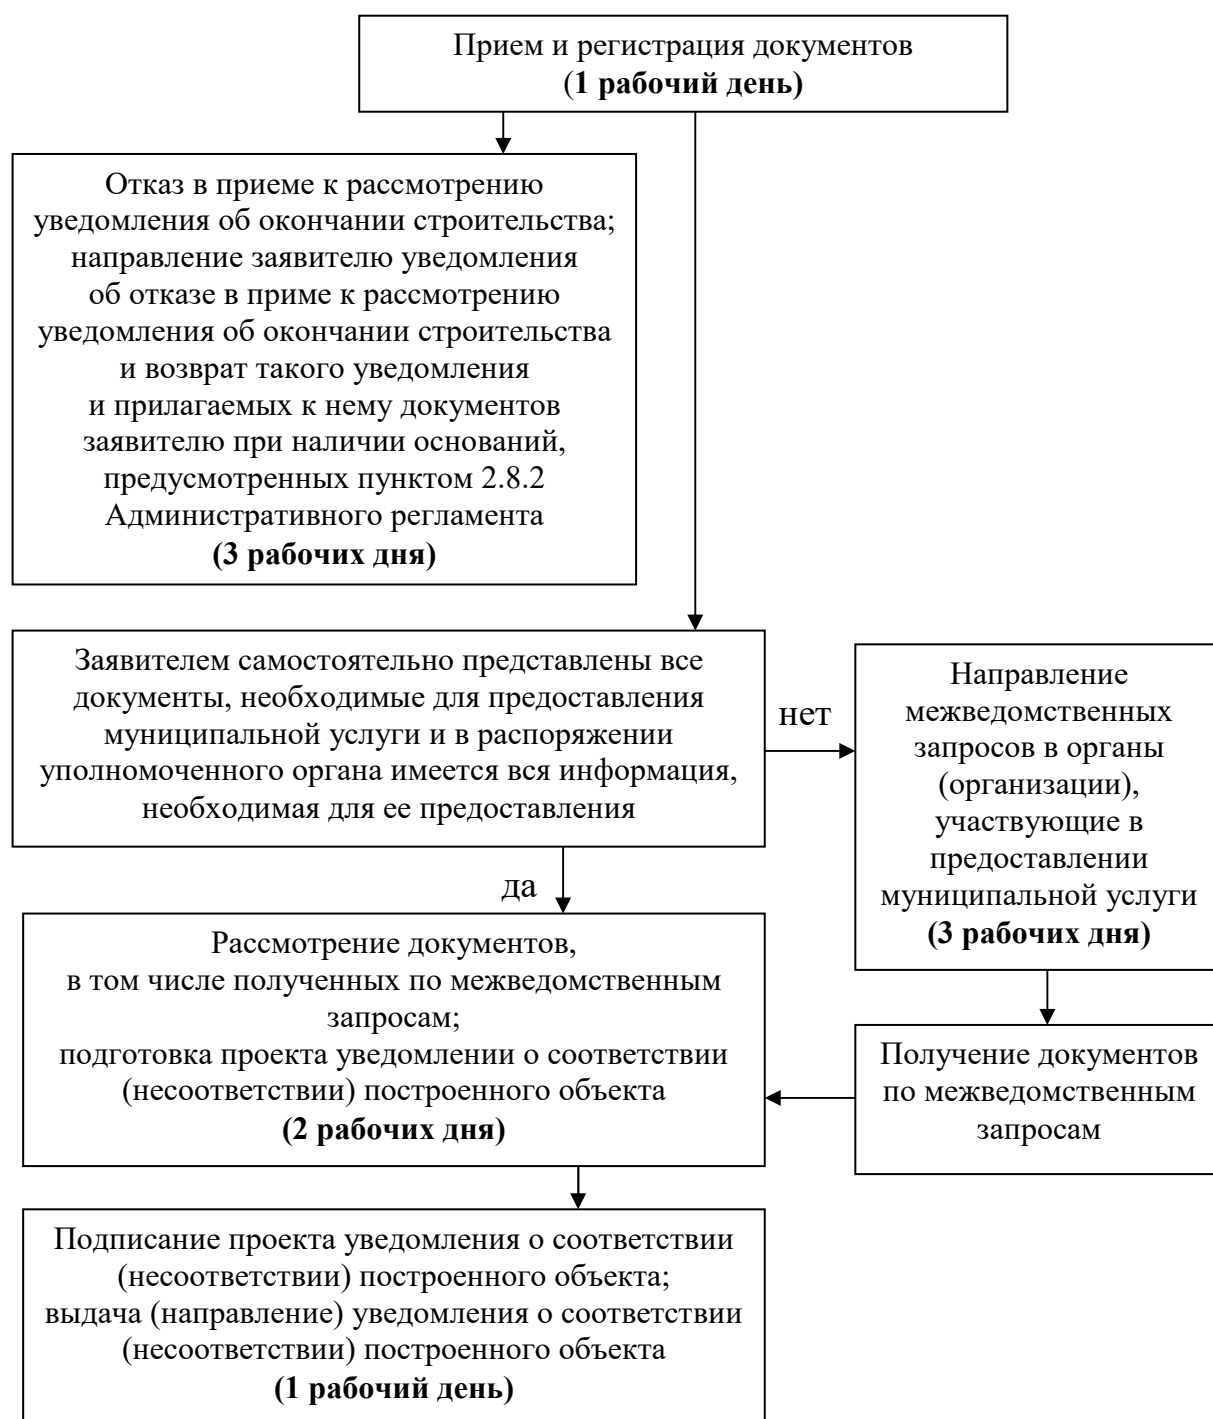 Прием и регистрация документов
(1 рабочий день)
Отказ в приеме к рассмотрению
уведомления об окончании строительства;
направление заявителю уведомления
об отказе в приме к рассмотрению
уведомления об окончании строительства
и возврат такого уведомления
и прилагаемых к нему документов
заявителю при наличии оснований,
предусмотренных пунктом 2.8.2
Административного регламента
(3 рабочих дня)
Заявителем самостоятельно представлены все
документы, необходимые для предоставления
муниципальной услуги и в распоряжении
уполномоченного органа имеется вся информация,
необходимая для ее предоставления
нет
Направление
межведомственных
запросов в органы
(организации),
участвующие в
предоставлении
муниципальной услуги
(3 рабочих дня)
да
Рассмотрение документов,
в том числе полученных по межведомственным
запросам;
подготовка проекта уведомлении о соответствии
(несоответствии) построенного объекта
(2 рабочих дня)
Получение документов
по межведомственным
запросам
Подписание проекта уведомления о соответствии
(несоответствии) построенного объекта;
выдача (направление) уведомления о соответствии
(несоответствии) построенного объекта
(1 рабочий день)